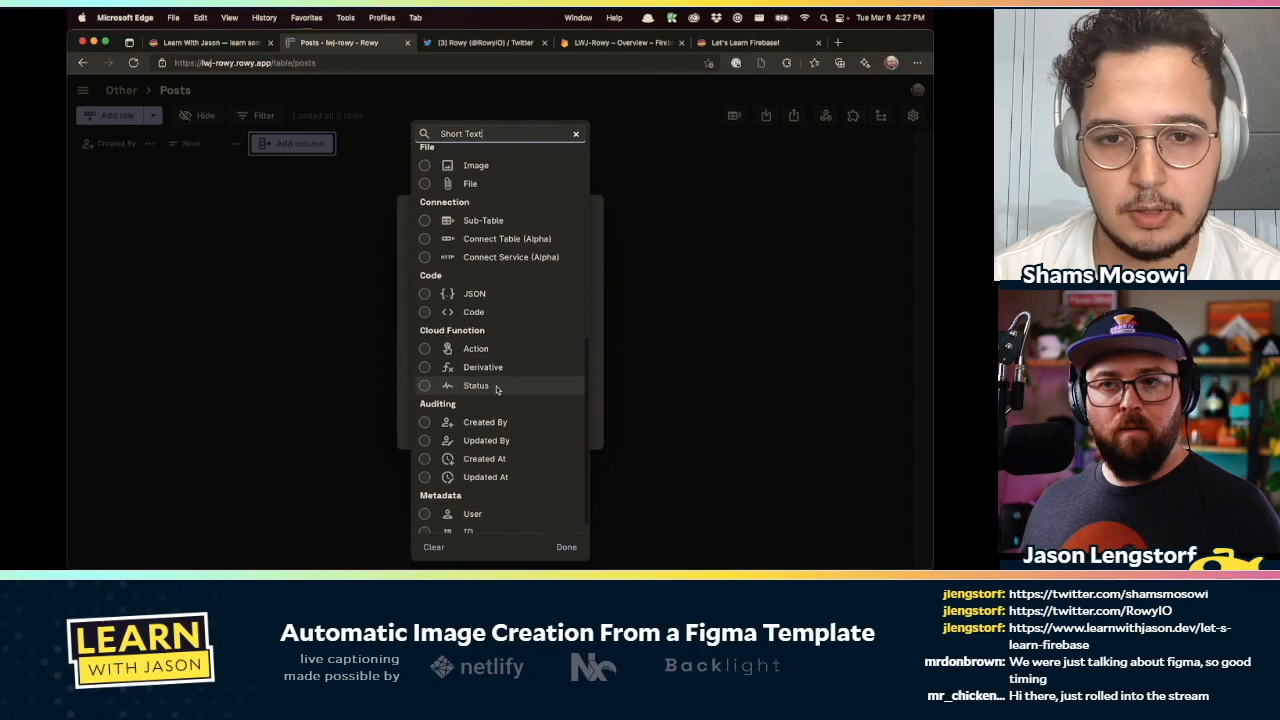 Microsoft Edge File Edit View History Favorites Tools Profiles Tab Window Help Tue Mar 8 4:27 PM
Learn With Jason — learn som
Posts - lwj-rowy - Rowy
(3) Rowy (@RowyIO) / Twitter
LWJ-Rowy – Overview – Fireb
Let's Learn Firebase!
https://lwj-rowy.rowy.app/table/posts
Other > Posts
Add row
Hide
Filter
Loaded all 0 rows
Created By
Noun
Add column
Short Text
File
Image
File
Connection
Sub-Table
Connect Table (Alpha)
HTTP Connect Service (Alpha)
Code
JSON
Code
Cloud Function
Action
Derivative
Status
Auditing
Created By
Updated By
Created At
Updated At
Metadata
User
ID
Clear
Done
Shams Mosowi
Jason Lengstorf
LEARN
WITH JASON
Automatic Image Creation From a Figma Template
live captioning
made possible by
netlify
Backlight
jlengstorf: https://twitter.com/shamsmosowi
jlengstorf: https://twitter.com/RowyIO
jlengstorf: https://www.learnwithjason.dev/let-s-
learn-firebase
mrdonbrown: We were just talking about figma, so good
timing
mr_chicken... Hi there, just rolled into the stream